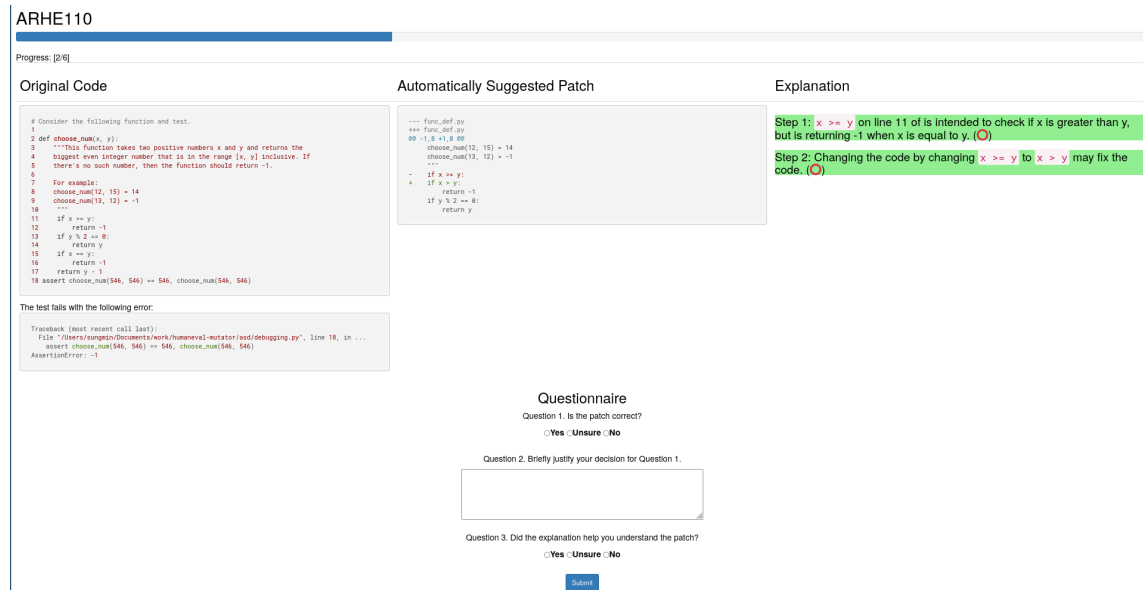 ARHE110
Progress: [2/6]
Original Code
# Consider the following function and test.
1
2 def choose_num(x, y):
3 """This function takes two positive numbers x and y and returns the
4 biggest even integer number that is in the range [x, y] inclusive. If
5 there's no such number, then the function should return -1.
6
7 For example:
8 choose_num(12, 15) = 14
9 choose_num(13, 12) = -1
10 """
11 if x >= y:
12 return -1
13 if y % 2 == 0:
14 return y
15 if x == y:
16 return -1
17 return y - 1
18 assert choose_num(546, 546) == 546, choose_num(546, 546)
The test fails with the following error:
Traceback (most recent call last):
File "/Users/sungmin/Documents/work/humaneval-mutator/asd/debugging.py", line 18, in ...
assert choose_num(546, 546) == 546, choose_num(546, 546)
AssertionError: -1
Automatically Suggested Patch
--- func_def.py
+++ func_def.py
@@ -1,8 +1,8 @@
choose_num(12, 15) = 14
choose_num(13, 12) = -1
"""
- if x >= y:
+ if x > y:
return -1
if y % 2 == 0:
return y
Explanation
Step 1: x >= y on line 11 of is intended to check if x is greater than y,
but is returning -1 when x is equal to y. (⭕)
Step 2: Changing the code by changing x >= y to x > y may fix the
code. (⭕)
Questionnaire
Question 1. Is the patch correct?
Yes Unsure No
Question 2. Briefly justify your decision for Question 1.
Question 3. Did the explanation help you understand the patch?
Yes Unsure No
Submit